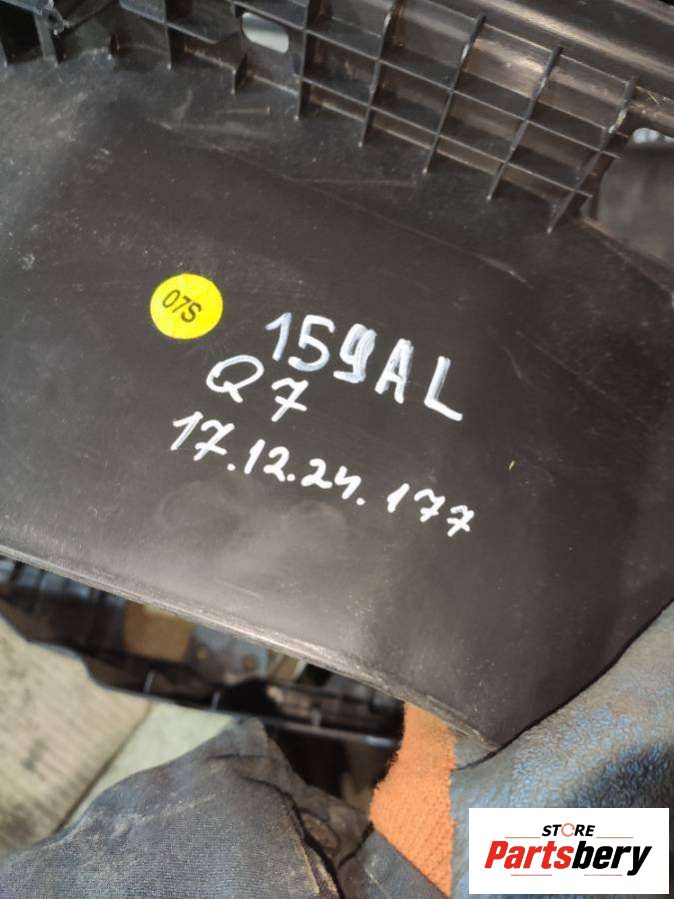 07S
159AL
Q7
17.12.24. 177
STORE
Partsbery